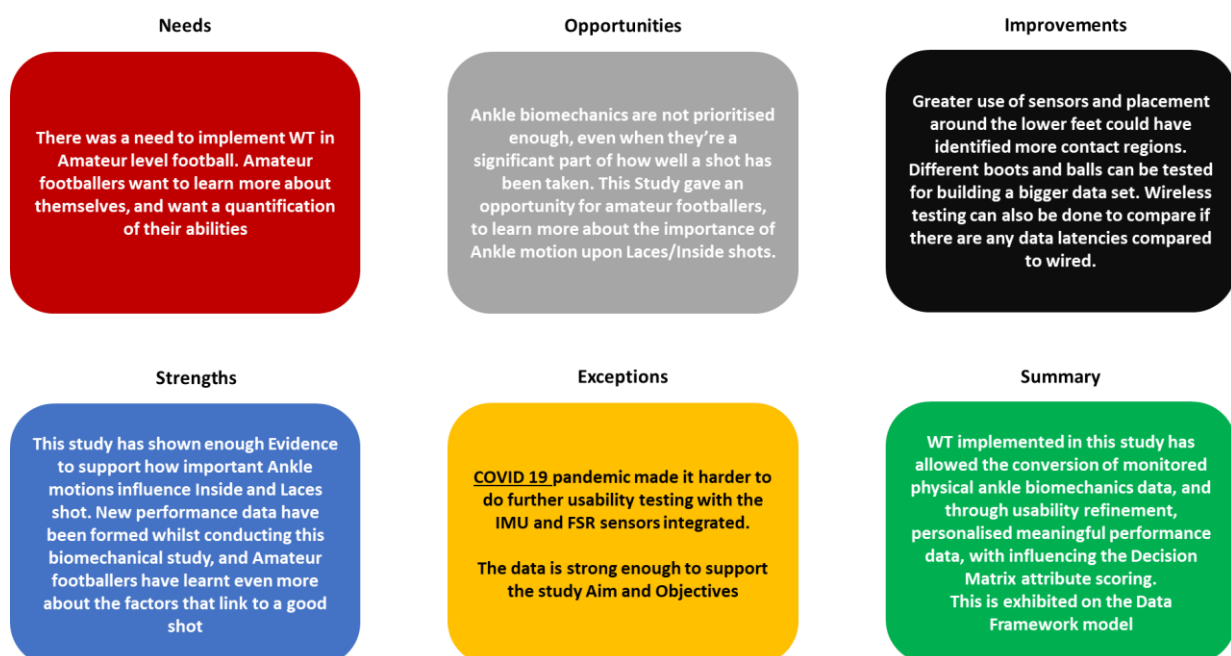 Needs
There was a need to implement WT in
Amateur level football. Amateur
footballers want to learn more about
themselves, and want a quantification
of their abilities
Opportunities
Ankle biomechanics are not prioritised
enough, even when they're a
significant part of how well a shot has
been taken. This Study gave an
opportunity for amateur footballers,
to learn more about the importance of
Ankle motion upon Laces/Inside shots.
Improvements
Greater use of sensors and placement
around the lower feet could have
identified more contact regions.
Different boots and balls can be tested
for building a bigger data set. Wireless
testing can also be done to compare if
there are any data latencies compared
to wired.
Strengths
This study has shown enough Evidence
to support how important Ankle
motions influence Inside and Laces
shot. New performance data have
been formed whilst conducting this
biomechanical study, and Amateur
footballers have learnt even more
about the factors that link to a good
shot
Exceptions
COVID 19 pandemic made it harder to
do further usability testing with the
IMU and FSR sensors integrated.
The data is strong enough to support
the study Aim and Objectives
Summary
WT implemented in this study has
allowed the conversion of monitored
physical ankle biomechanics data, and
through usability refinement,
personalised meaningful performance
data, with influencing the Decision
Matrix attribute scoring.
This is exhibited on the Data
Framework model